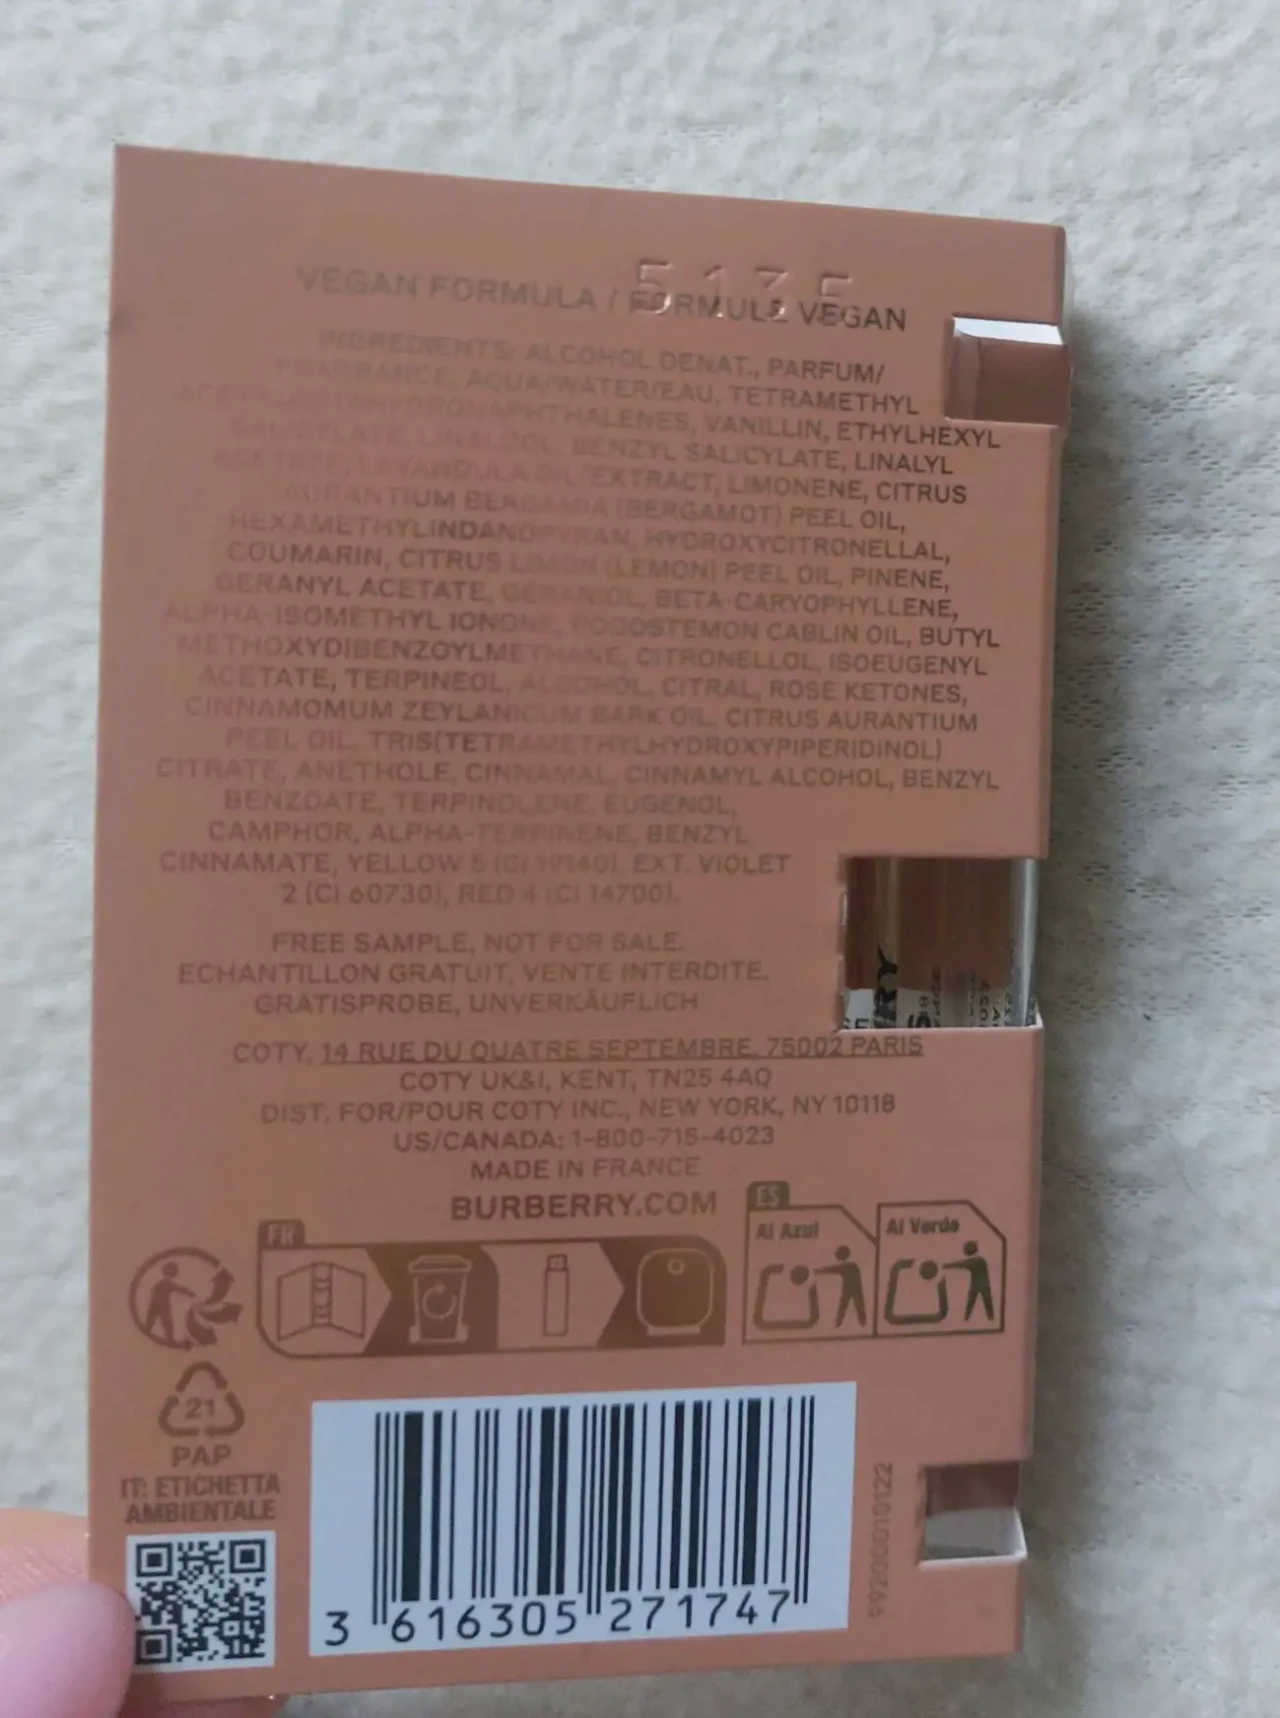 5135
VEGAN FORMULA / FORMULE VEGAN
INGREDIENTS: ALCOHOL DENAT., PARFUM/
FRAGRANCE, AQUA/WATER/EAU, TETRAMETHYL
ACETYLOCTAHYDRONAPHTHALENES, VANILLIN, ETHYLHEXYL
SALICYLATE, LINALOOL, BENZYL SALICYLATE, LINALYL
ACETATE, LAVANDULA OIL/EXTRACT, LIMONENE, CITRUS
AURANTIUM BERGAMIA (BERGAMOT) PEEL OIL,
HEXAMETHYLINDANOPYRAN, HYDROXYCITRONELLAL,
COUMARIN, CITRUS LIMON (LEMON) PEEL OIL, PINENE,
GERANYL ACETATE, GERANIOL, BETA-CARYOPHYLLENE,
ALPHA-ISOMETHYL IONONE, POGOSTEMON CABLIN OIL, BUTYL
METHOXYDIBENZOYLMETHANE, CITRONELLOL, ISOEUGENYL
ACETATE, TERPINEOL, ALCOHOL, CITRAL, ROSE KETONES,
CINNAMOMUM ZEYLANICUM BARK OIL, CITRUS AURANTIUM
PEEL OIL, TRIS(TETRAMETHYLHYDROXYPIPERIDINOL)
CITRATE, ANETHOLE, CINNAMAL, CINNAMYL ALCOHOL, BENZYL
BENZOATE, TERPINOLENE, EUGENOL,
CAMPHOR, ALPHA-TERPINENE, BENZYL
CINNAMATE, YELLOW 5 (CI 19140), EXT. VIOLET
2 (CI 60730), RED 4 (CI 14700).
FREE SAMPLE, NOT FOR SALE.
ECHANTILLON GRATUIT, VENTE INTERDITE.
GRATISPROBE, UNVERKÄUFLICH
COTY, 14 RUE DU QUATRE SEPTEMBRE, 75002 PARIS
COTY UK&I, KENT, TN25 4AQ
DIST. FOR/POUR COTY INC., NEW YORK, NY 10118
US/CANADA: 1-800-715-4023
MADE IN FRANCE
BURBERRY.COM
FR
ES
Al Azul
Al Verde
21
PAP
IT: ETICHETTA
AMBIENTALE
3 616305 271747
99200010122